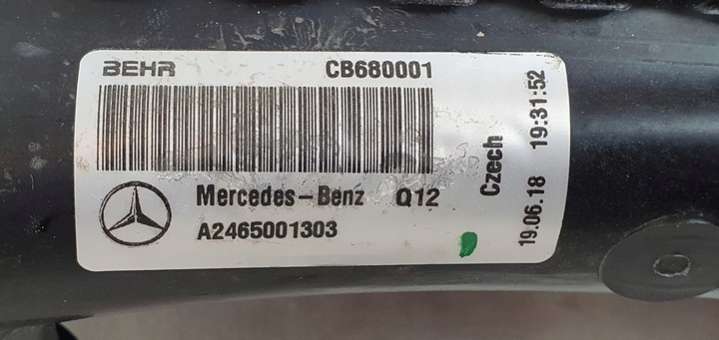 BEHR CB680001
Mercedes-Benz Q12
A2465001303
Czech
19.06.18 19:31:52